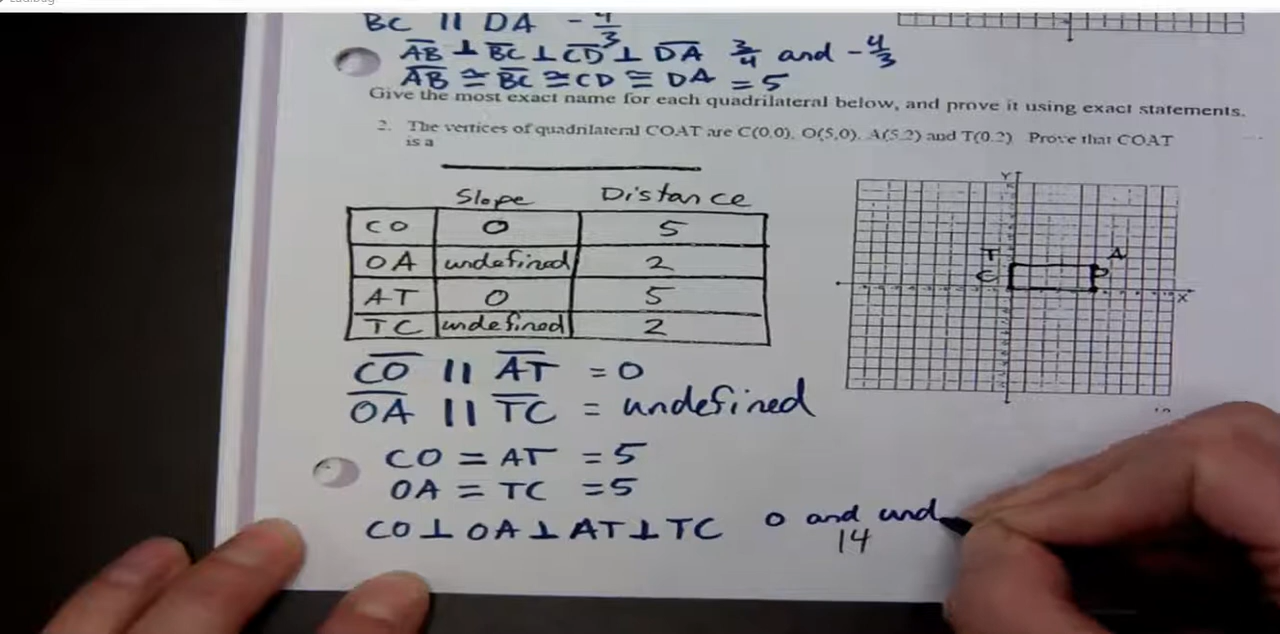 BC || DA - 4/3
AB ⊥ BC ⊥ CD ⊥ DA 3/4 and - 4/3
AB ≅ BC ≅ CD ≅ DA = 5
Give the most exact name for each quadrilateral below, and prove it using exact statements.
2. The vertices of quadrilateral COAT are C(0,0), O(5,0), A(5,2) and T(0,2) Prove that COAT
is a
Slope Distance
CO 0 5
OA undefined 2
AT 0 5
TC undefined 2
Y
T A
C
X
CO || AT = 0
OA || TC = undefined
CO = AT = 5
OA = TC = 5
CO ⊥ OA ⊥ AT ⊥ TC 0 and und
14